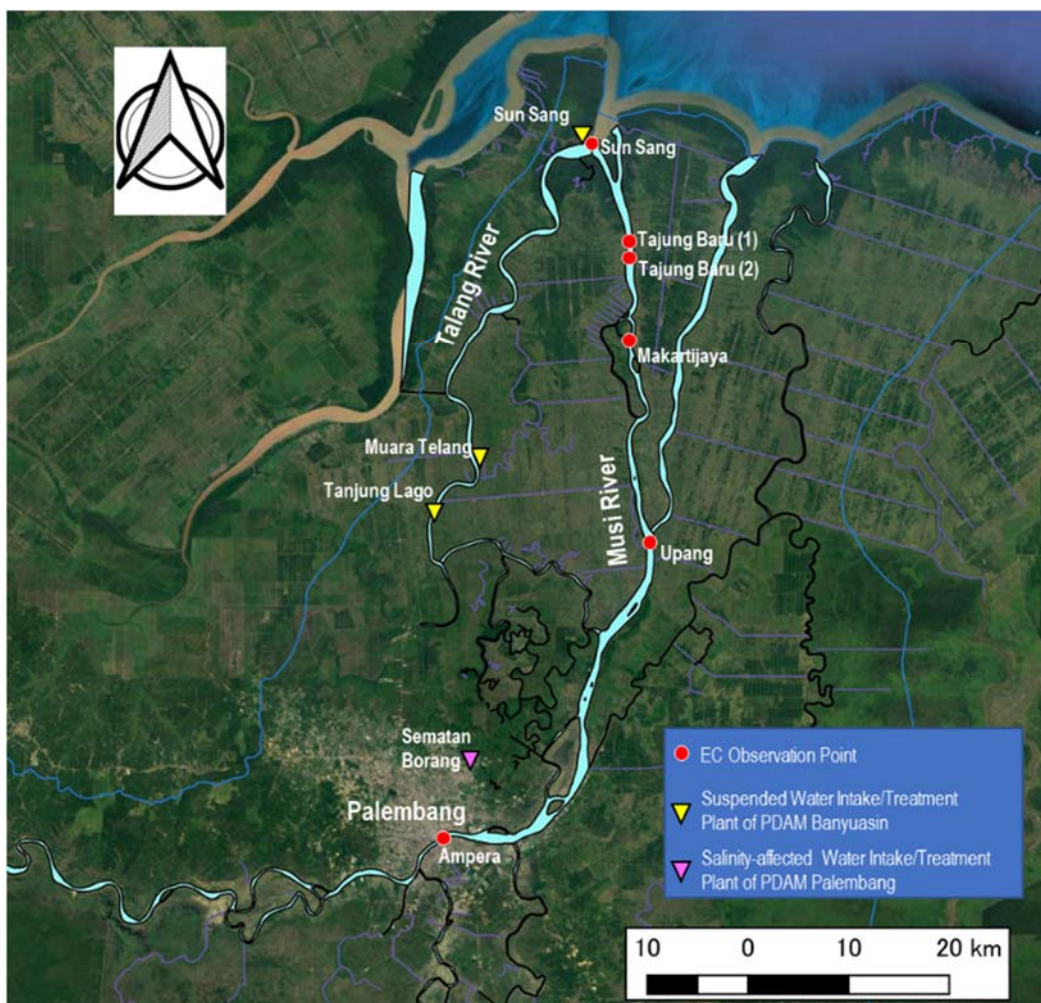 Sun Sang
Sun Sang
Tajung Baru (1)
Tajung Baru (2)
Talang River
Makartijaya
Muara Telang
Tanjung Lago
Musi River
Upang
Sematan
Borang
Palembang
Ampera
EC Observation Point
Suspended Water Intake/Treatment
Plant of PDAM Banyuasin
Salinity-affected Water Intake/Treatment
Plant of PDAM Palembang
10 0 10 20 km